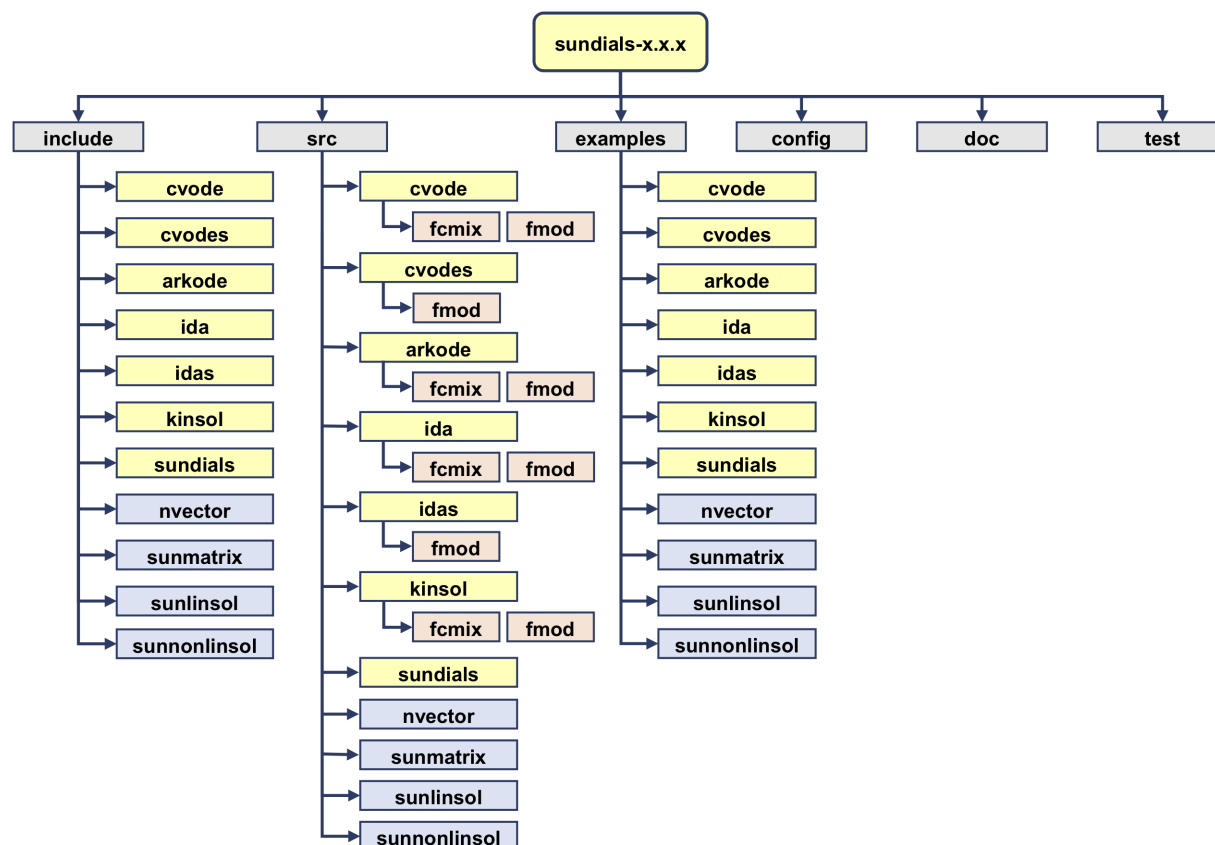 sundials-x.x.x
include
src
examples
config
doc
test
cvode
cvodes
arkode
ida
idas
kinsol
sundials
nvector
sunmatrix
sunlinsol
sunnonlinsol
cvode
fcmix fmod
cvodes
fmod
arkode
fcmix fmod
ida
fcmix fmod
idas
fmod
kinsol
fcmix fmod
sundials
nvector
sunmatrix
sunlinsol
sunnonlinsol
cvode
cvodes
arkode
ida
idas
kinsol
sundials
nvector
sunmatrix
sunlinsol
sunnonlinsol